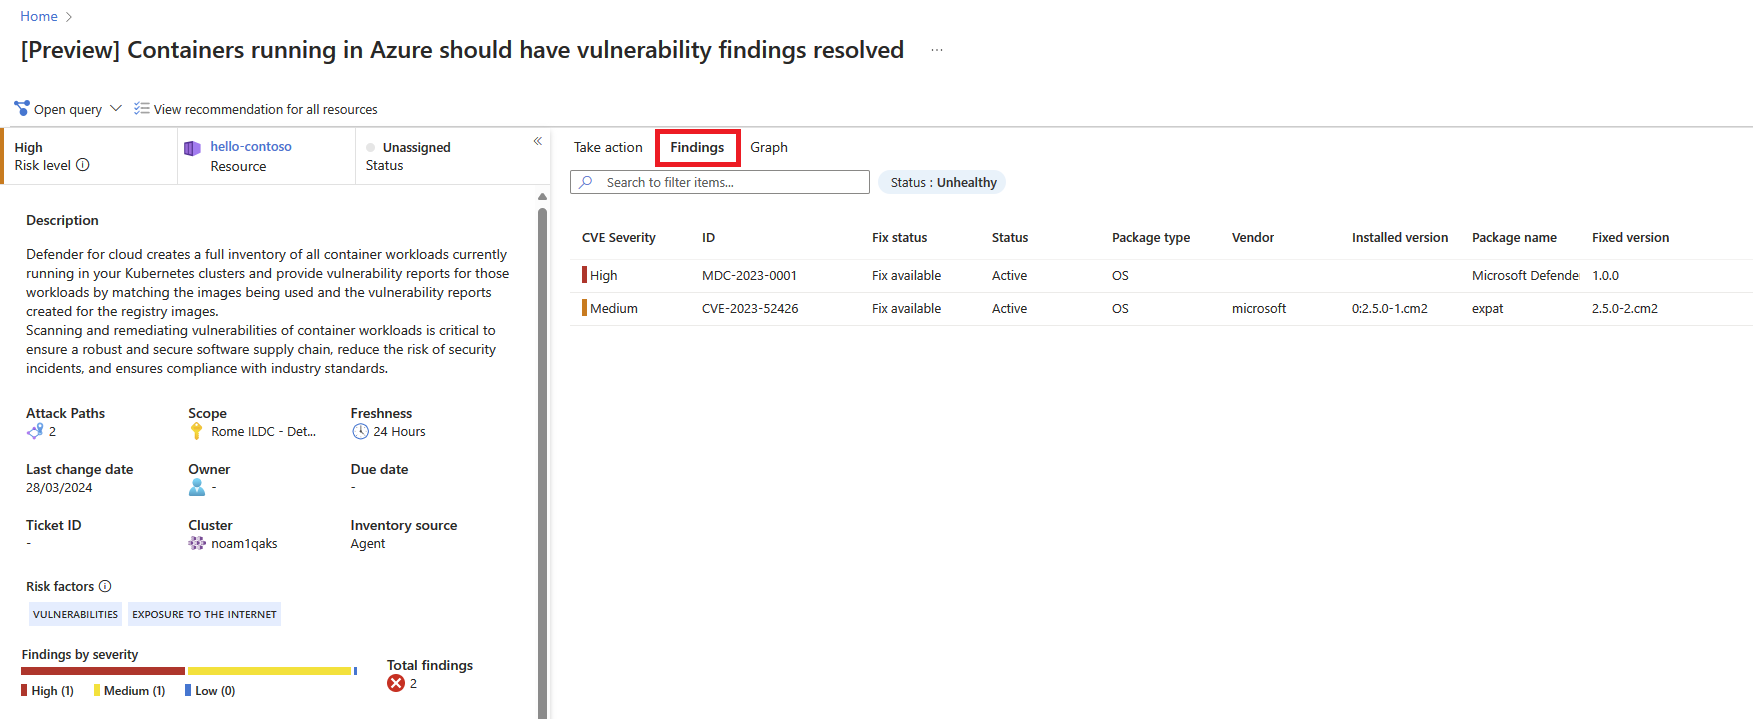 Home
[Preview] Containers running in Azure should have vulnerability findings resolved ...
Open query
View recommendation for all resources
High
Risk level
hello-contoso
Resource
Unassigned
Status
Description
Defender for cloud creates a full inventory of all container workloads currently
running in your Kubernetes clusters and provide vulnerability reports for those
workloads by matching the images being used and the vulnerability reports
created for the registry images.
Scanning and remediating vulnerabilities of container workloads is critical to
ensure a robust and secure software supply chain, reduce the risk of security
incidents, and ensures compliance with industry standards.
Attack Paths
2
Scope
Rome ILDC - Det...
Freshness
24 Hours
Last change date
28/03/2024
Owner
-
Due date
-
Ticket ID
-
Cluster
noam1qaks
Inventory source
Agent
Risk factors
VULNERABILITIES EXPOSURE TO THE INTERNET
Findings by severity
High (1) Medium (1) Low (0)
Total findings
2
Take action Findings Graph
Search to filter items...
Status : Unhealthy
CVE Severity ID Fix status Status Package type Vendor Installed version Package name Fixed version
High MDC-2023-0001 Fix available Active OS Microsoft Defende 1.0.0
Medium CVE-2023-52426 Fix available Active OS microsoft 0:2.5.0-1.cm2 expat 2.5.0-2.cm2